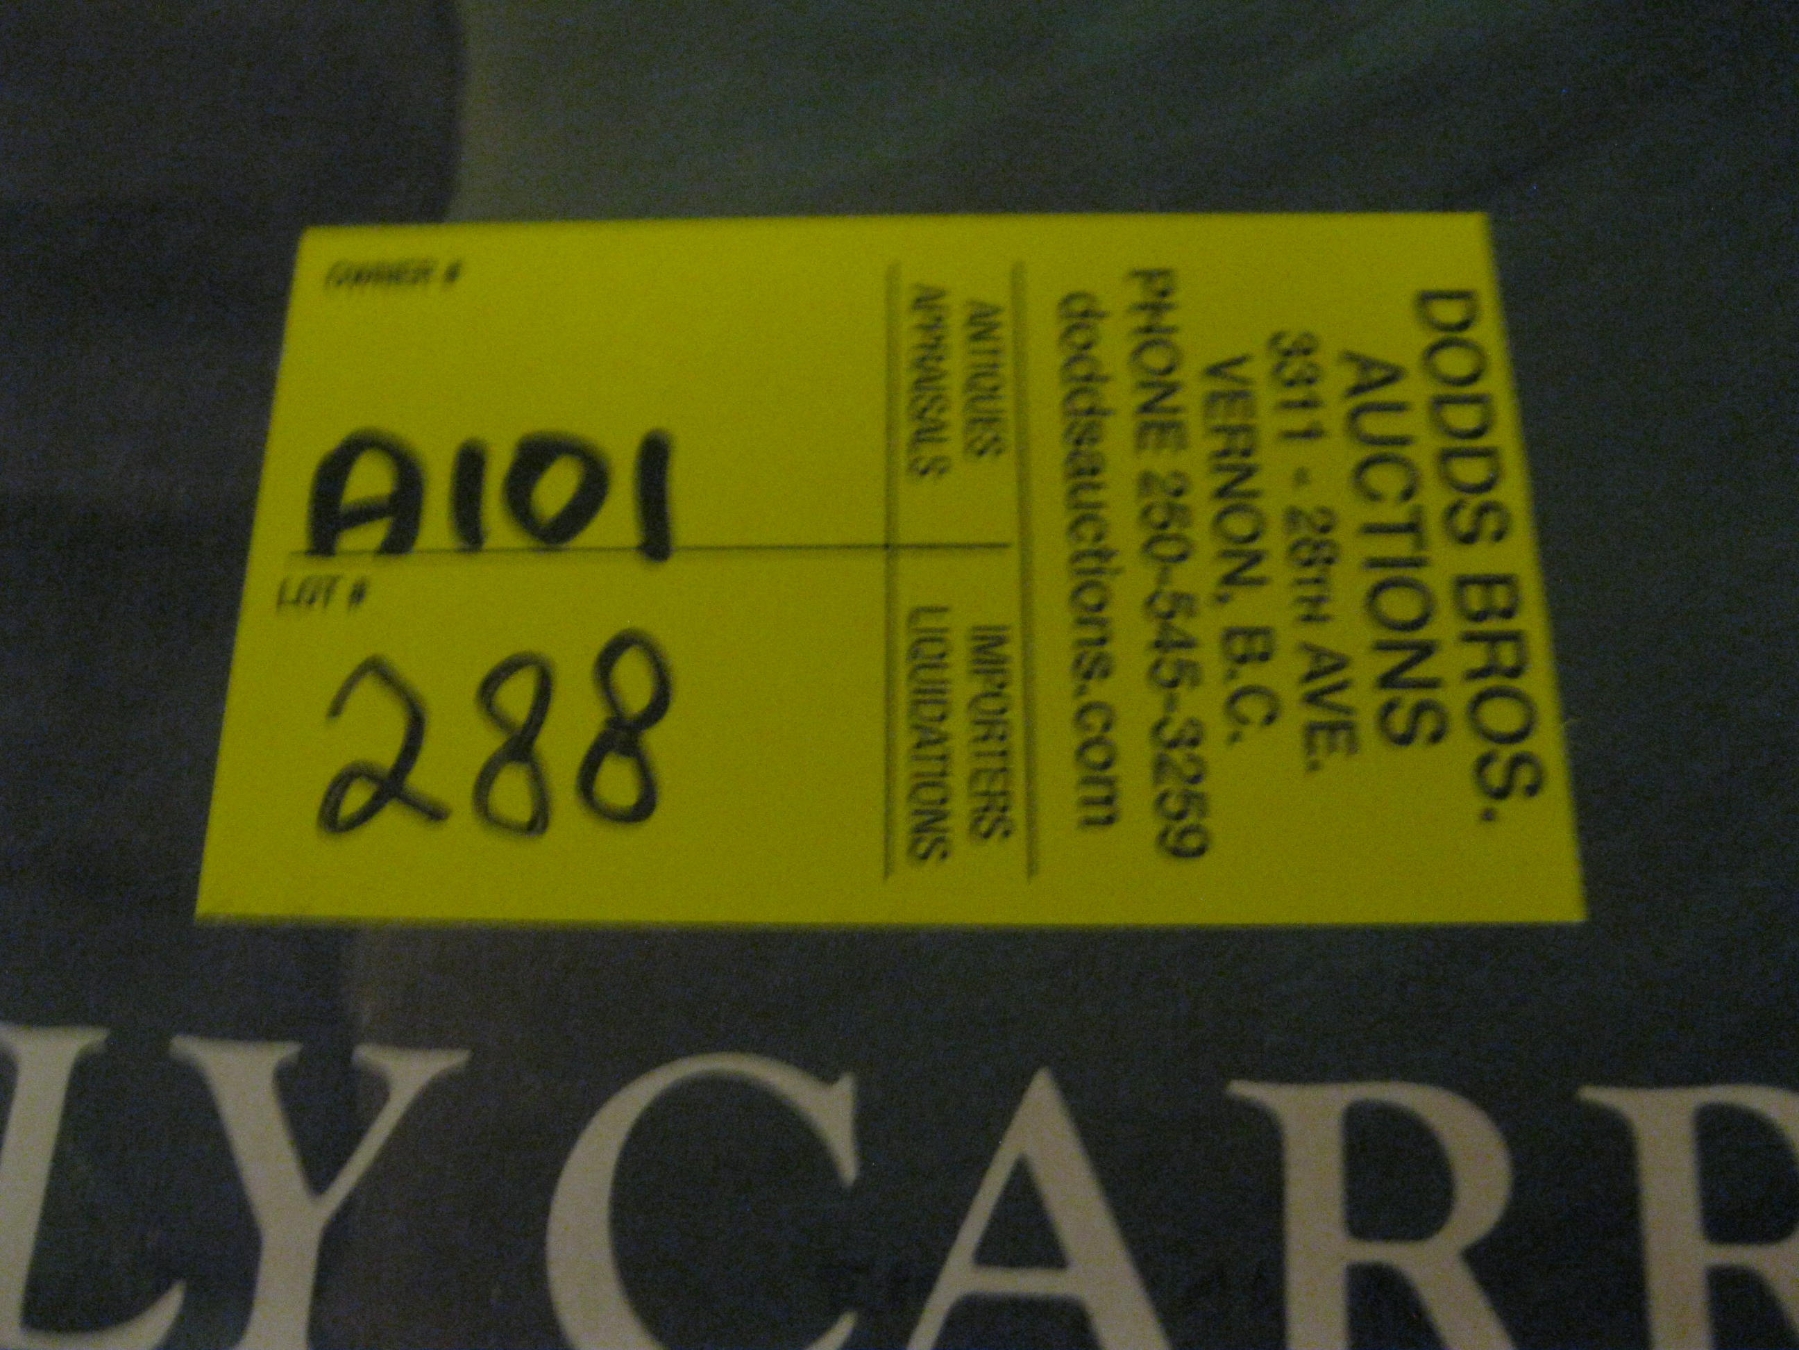 OWNER #
A101
LOT #
288
ANTIQUES
APPRAISALS
IMPORTERS
LIQUIDATIONS
DODDS BROS.
AUCTIONS
3311 - 28TH AVE.
VERNON, B.C.
PHONE 250-545-3259
doddsauctions.com
LY CARR